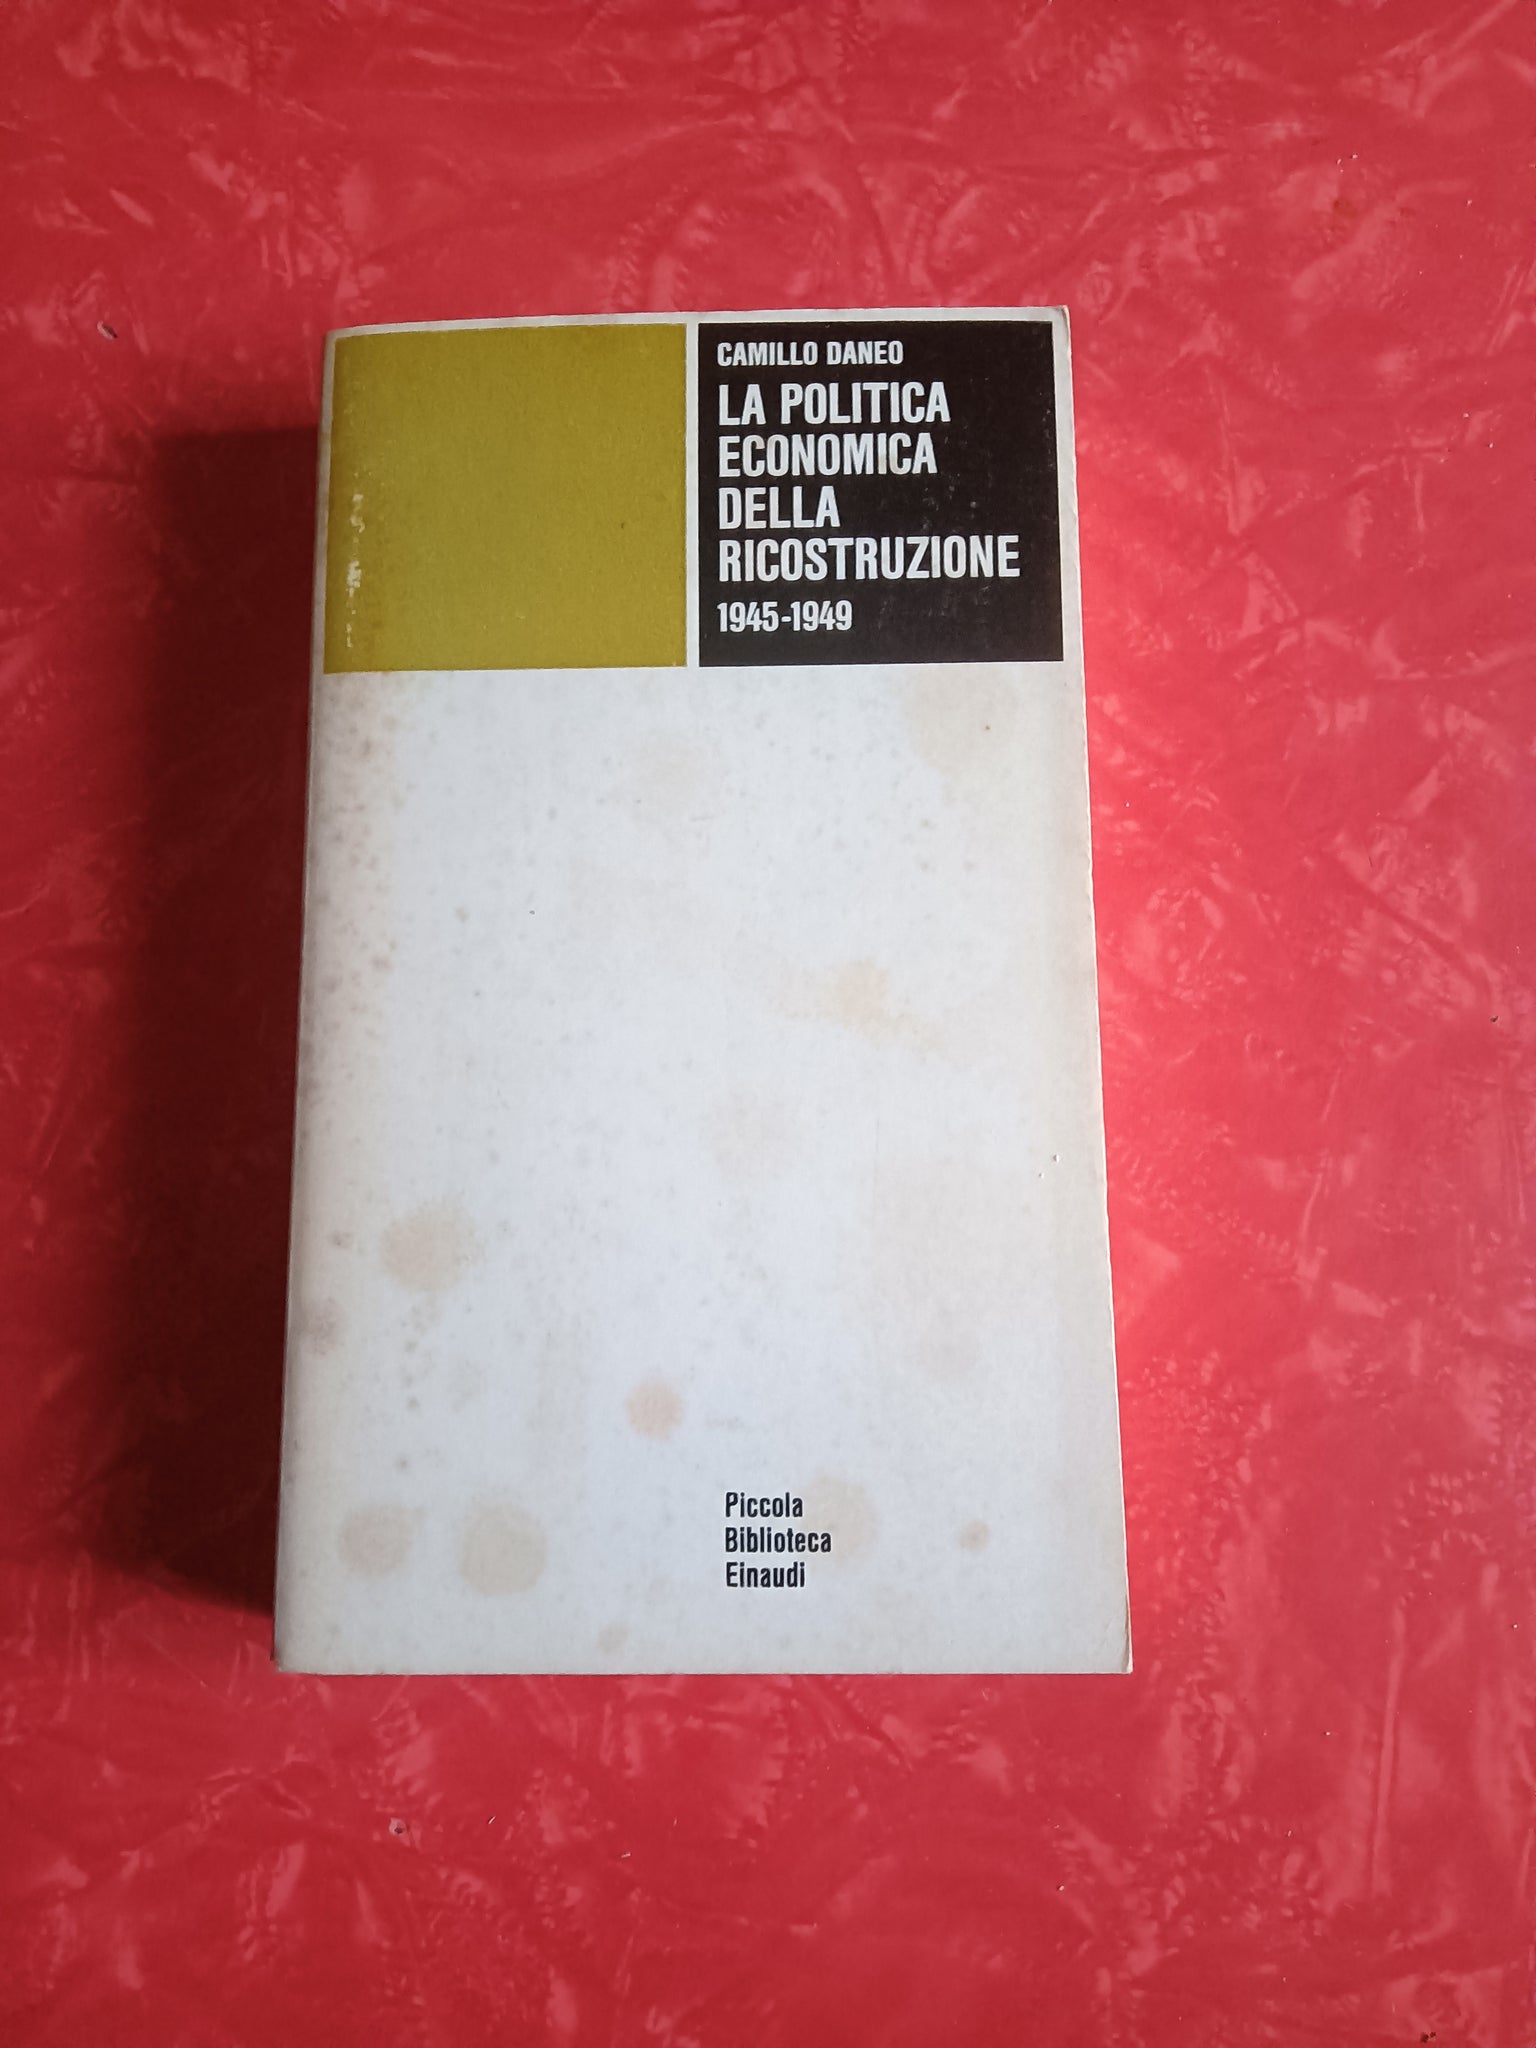 CAMILLO DANEO
LA POLITICA
ECONOMICA
DELLA
RICOSTRUZIONE
1945-1949
Piccola
Biblioteca
Einaudi